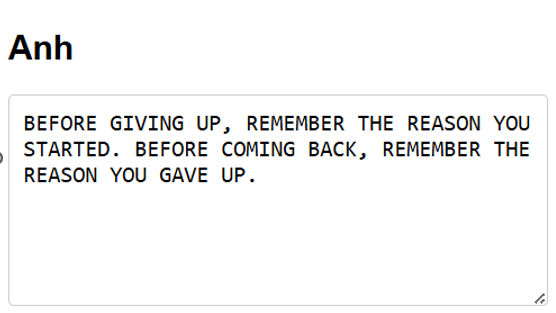 Anh
BEFORE GIVING UP, REMEMBER THE REASON YOU
STARTED. BEFORE COMING BACK, REMEMBER THE
REASON YOU GAVE UP.